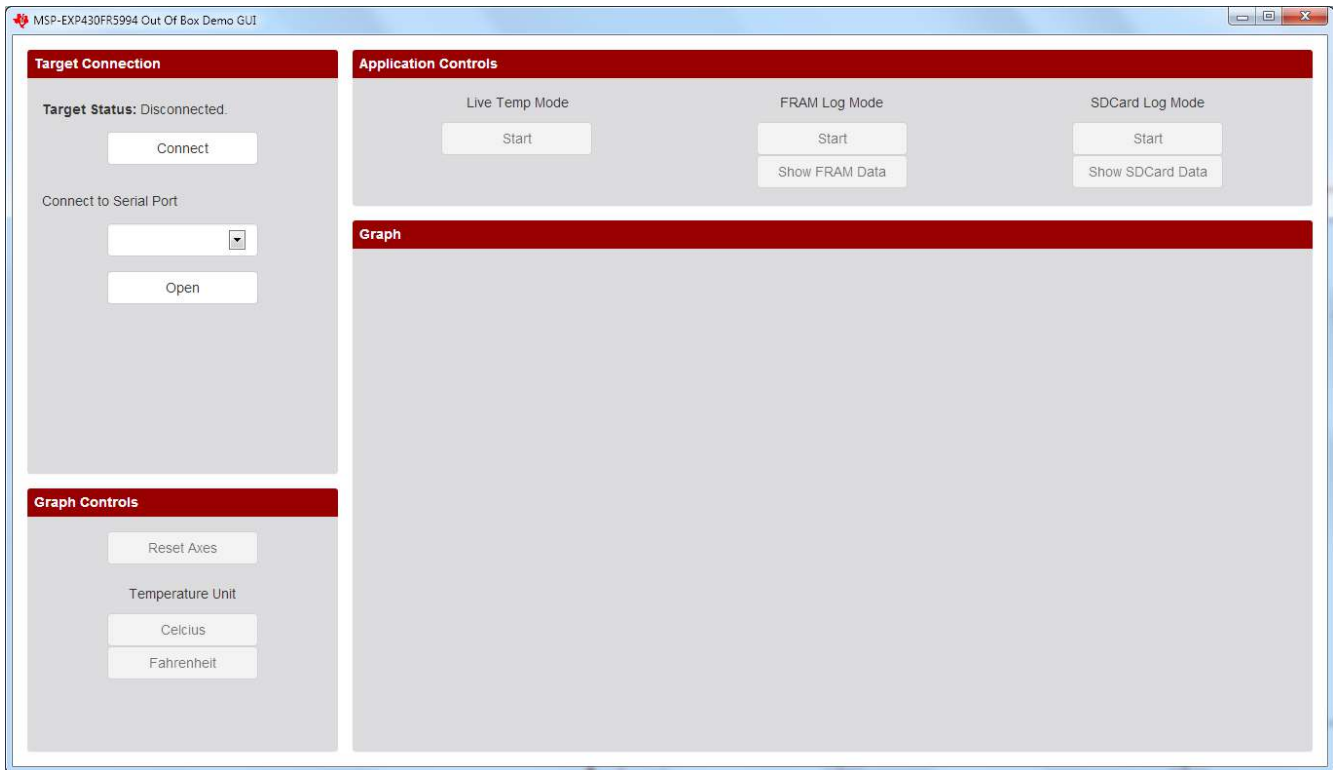 MSP-EXP430FR5994 Out Of Box Demo GUI
Target Connection
Target Status: Disconnected.
Connect
Connect to Serial Port
Open
Application Controls
Live Temp Mode
Start
FRAM Log Mode
Start
Show FRAM Data
SDCard Log Mode
Start
Show SDCard Data
Graph
Graph Controls
Reset Axes
Temperature Unit
Celcius
Fahrenheit